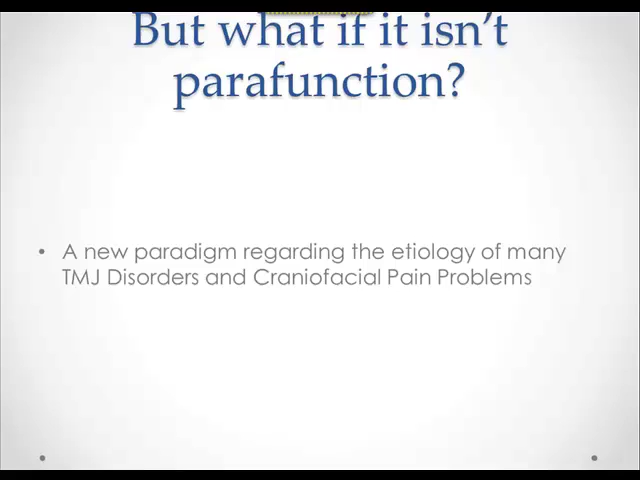 But what if it isn’t
parafunction?
• A new paradigm regarding the etiology of many
TMJ Disorders and Craniofacial Pain Problems